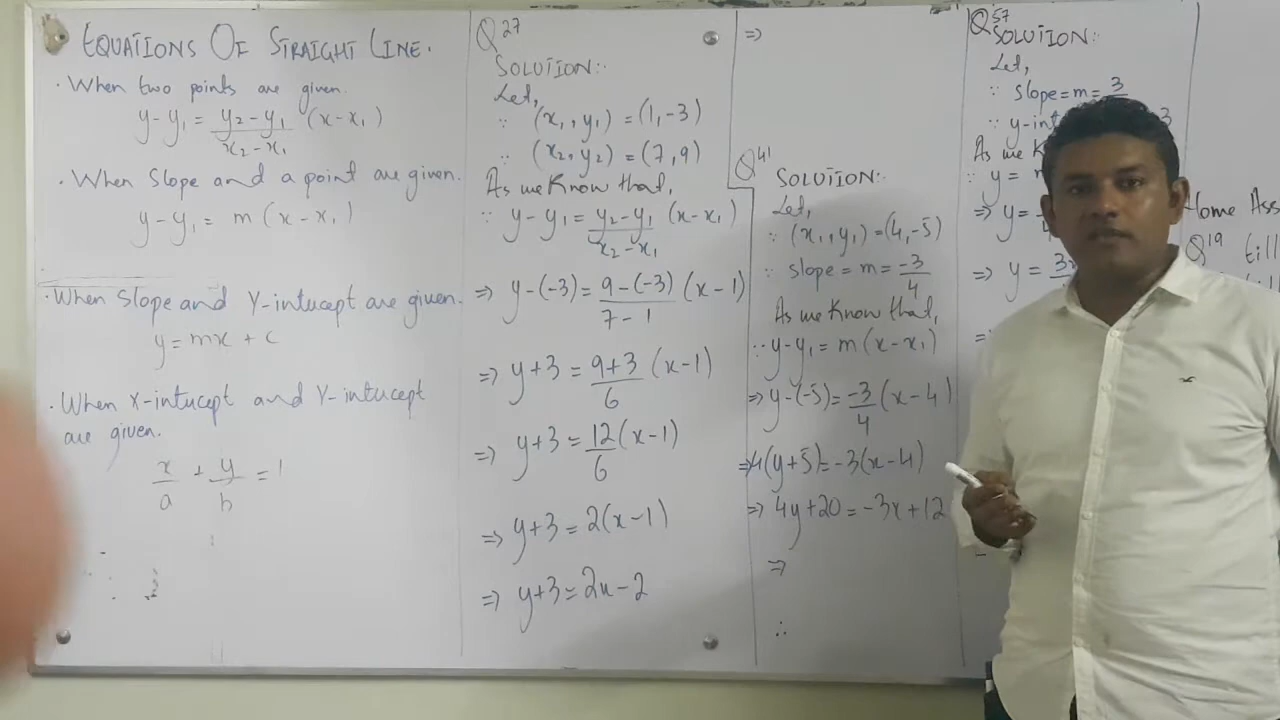 EQUATIONS OF STRAIGHT LINE.
· When two points are given.
y-y₁ = y₂-y₁/x₂-x₁ (x-x₁)
· When Slope and a point are given.
y-y₁ = m(x-x₁)
· When Slope and Y-intucept are given.
y = mx + c
· When X-intucept and Y-intucept
are given.
x/a + y/b = 1
Q27
SOLUTION:-
Let,
∵ (x₁, y₁) = (1, -3)
∵ (x₂, y₂) = (7, 9)
As we Know that,
∵ y-y₁ = y₂-y₁/x₂-x₁ (x-x₁)
⇒ y-(-3) = 9-(-3)/7-1 (x-1)
⇒ y+3 = 9+3/6 (x-1)
⇒ y+3 = 12/6 (x-1)
⇒ y+3 = 2(x-1)
⇒ y+3 = 2x-2
⇒
Q41
SOLUTION:-
Let,
∵ (x₁, y₁) = (4, -5)
∵ slope = m = -3/4
As we Know that,
∵ y-y₁ = m(x-x₁)
⇒ y-(-5) = -3/4 (x-4)
⇒ 4(y+5) = -3(x-4)
⇒ 4y+20 = -3x+12
⇒
∴
Q57
SOLUTION:-
Let,
∵ slope = m = 3/
∵ y-int 3
As we K
∵ y =
⇒ y =
⇒ y = 3x
Home Ass
Q19 till